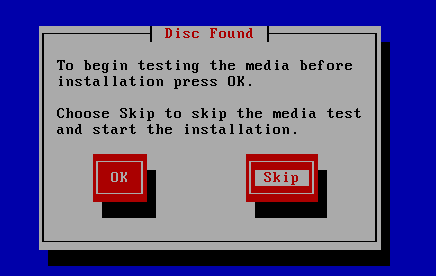 Disc Found
To begin testing the media before
installation press OK.
Choose Skip to skip the media test
and start the installation.
OK
Skip